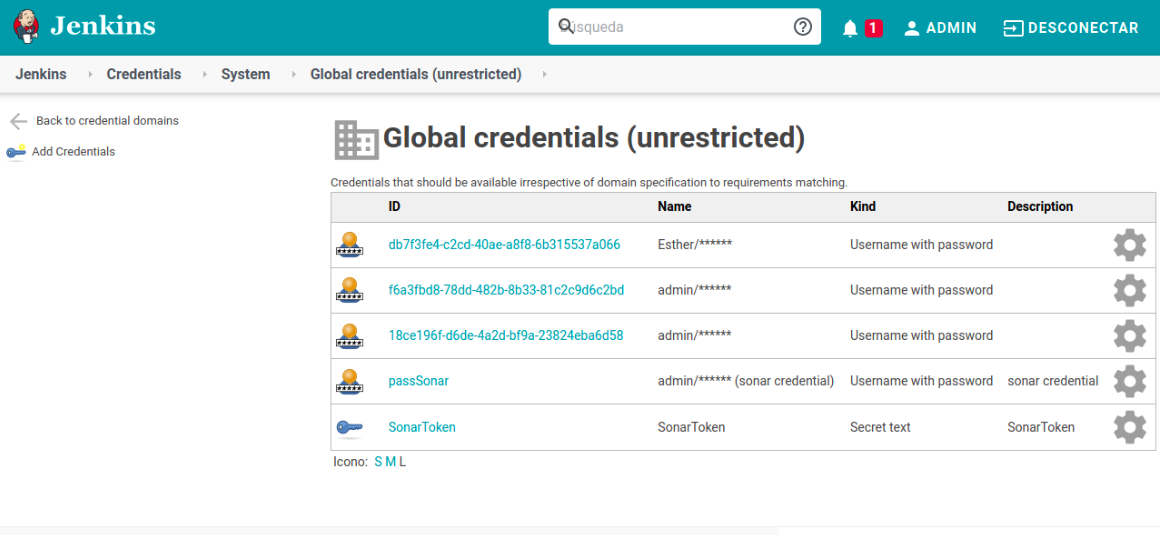 Jenkins
búsqueda
1
ADMIN
DESCONECTAR
Jenkins Credentials System Global credentials (unrestricted)
Back to credential domains
Add Credentials
Global credentials (unrestricted)
Credentials that should be available irrespective of domain specification to requirements matching.
ID Name Kind Description
db7f3fe4-c2cd-40ae-a8f8-6b315537a066 Esther/****** Username with password
f6a3fbd8-78dd-482b-8b33-81c2c9d6c2bd admin/****** Username with password
18ce196f-d6de-4a2d-bf9a-23824eba6d58 admin/****** Username with password
passSonar admin/****** (sonar credential) Username with password sonar credential
SonarToken SonarToken Secret text SonarToken
Icono: S M L